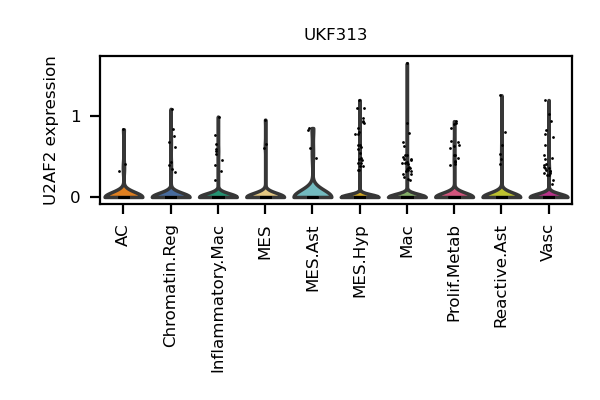 UKF313
U2AF2 expression
1
0
AC
Chromatin.Reg
Inflammatory.Mac
MES
MES.Ast
MES.Hyp
Mac
Prolif.Metab
Reactive.Ast
Vasc